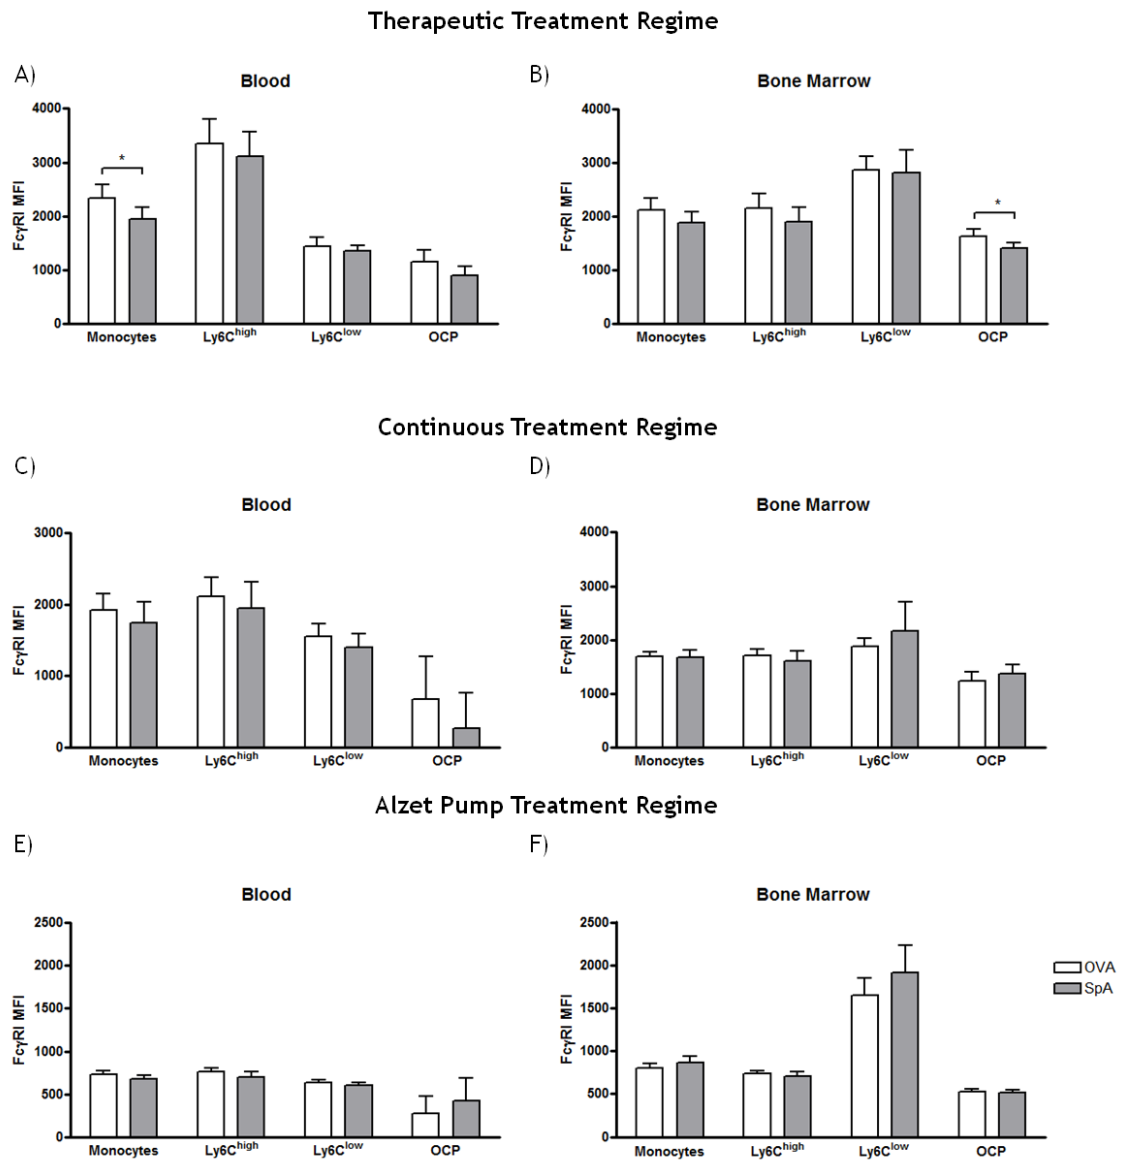 Therapeutic Treatment Regime
A)
B)
Blood
Bone Marrow
FcγRI MFI
4000
3000
2000
1000
0
*
Monocytes
Ly6Chigh
Ly6Clow
OCP
FcγRI MFI
4000
3000
2000
1000
0
*
Monocytes
Ly6Chigh
Ly6Clow
OCP
Continuous Treatment Regime
C)
D)
Blood
Bone Marrow
FcγRI MFI
3000
2000
1000
0
Monocytes
Ly6Chigh
Ly6Clow
OCP
FcγRI MFI
4000
3000
2000
1000
0
Monocytes
Ly6Chigh
Ly6Clow
OCP
Alzet Pump Treatment Regime
E)
F)
Blood
Bone Marrow
FcγRI MFI
2500
2000
1500
1000
500
0
Monocytes
Ly6Chigh
Ly6Clow
OCP
FcγRI MFI
2500
2000
1500
1000
500
0
Monocytes
Ly6Chigh
Ly6Clow
OCP
OVA
SpA